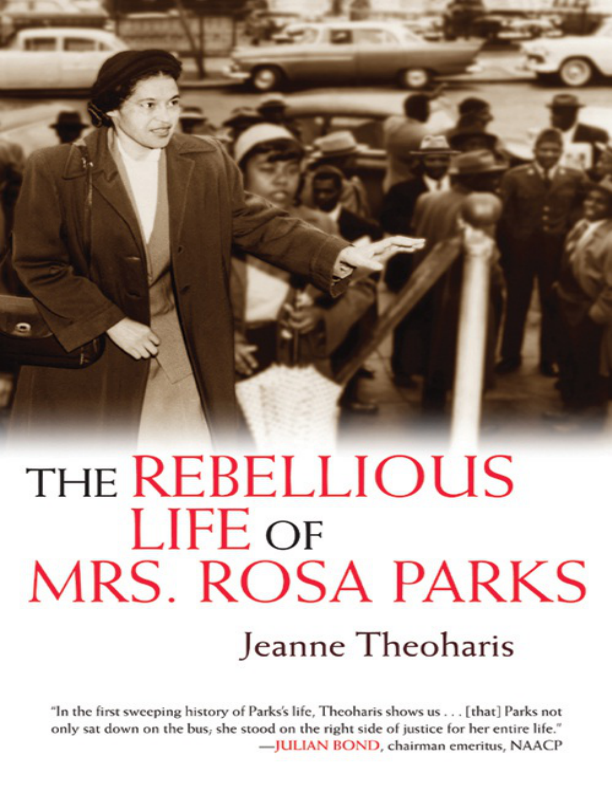 THE REBELLIOUS
LIFE OF
MRS. ROSA PARKS
Jeanne Theoharis
“In the first sweeping history of Parks’s life, Theoharis shows us . . . [that] Parks not
only sat down on the bus; she stood on the right side of justice for her entire life.”
—JULIAN BOND, chairman emeritus, NAACP